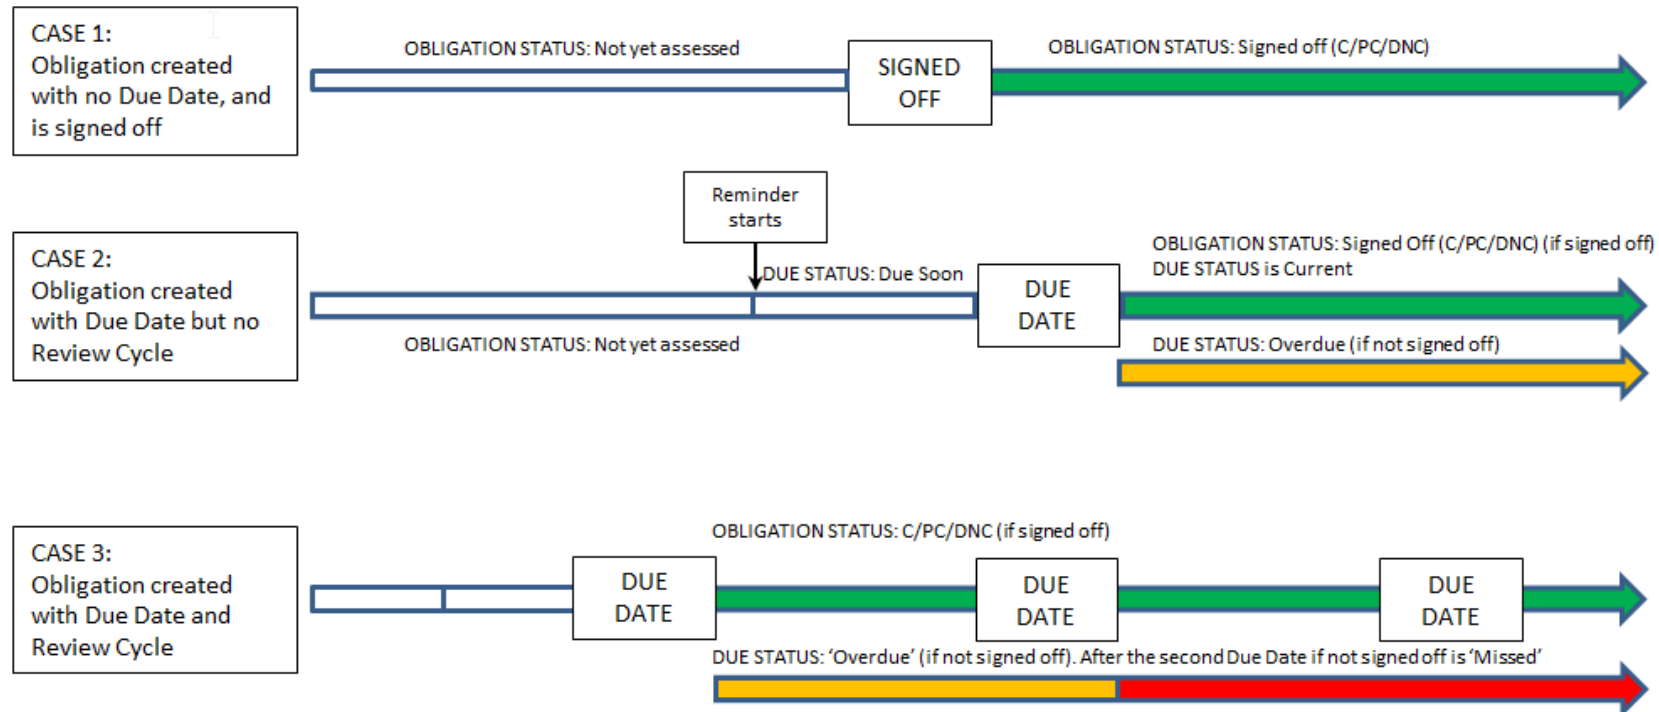 CASE 1:
Obligation created
with no Due Date, and
is signed off
OBLIGATION STATUS: Not yet assessed
SIGNED
OFF
OBLIGATION STATUS: Signed off (C/PC/DNC)
Reminder
starts
CASE 2:
Obligation created
with Due Date but no
Review Cycle
DUE STATUS: Due Soon
OBLIGATION STATUS: Not yet assessed
DUE
DATE
OBLIGATION STATUS: Signed Off (C/PC/DNC) (if signed off)
DUE STATUS is Current
DUE STATUS: Overdue (if not signed off)
CASE 3:
Obligation created
with Due Date and
Review Cycle
OBLIGATION STATUS: C/PC/DNC (if signed off)
DUE
DATE
DUE
DATE
DUE
DATE
DUE STATUS: ‘Overdue’ (if not signed off). After the second Due Date if not signed off is ‘Missed’